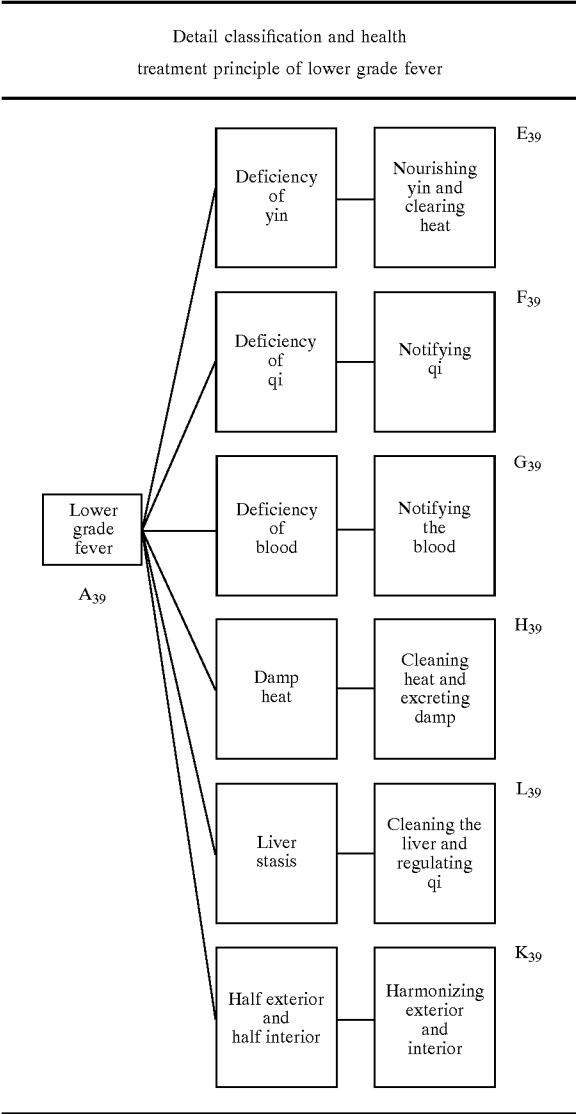 Detail classification and health
treatment principle of lower grade fever
E39
Deficiency
of
yin
Nourishing
yin and
clearing
heat
F39
Deficiency
of
qi
Notifying
qi
G39
Lower
grade
fever
A39
Deficiency
of
blood
Notifying
the
blood
H39
Damp
heat
Cleaning
heat and
excreting
damp
L39
Liver
stasis
Cleaning the
liver and
regulating
qi
K39
Half exterior
and
half interior
Harmonizing
exterior
and
interior